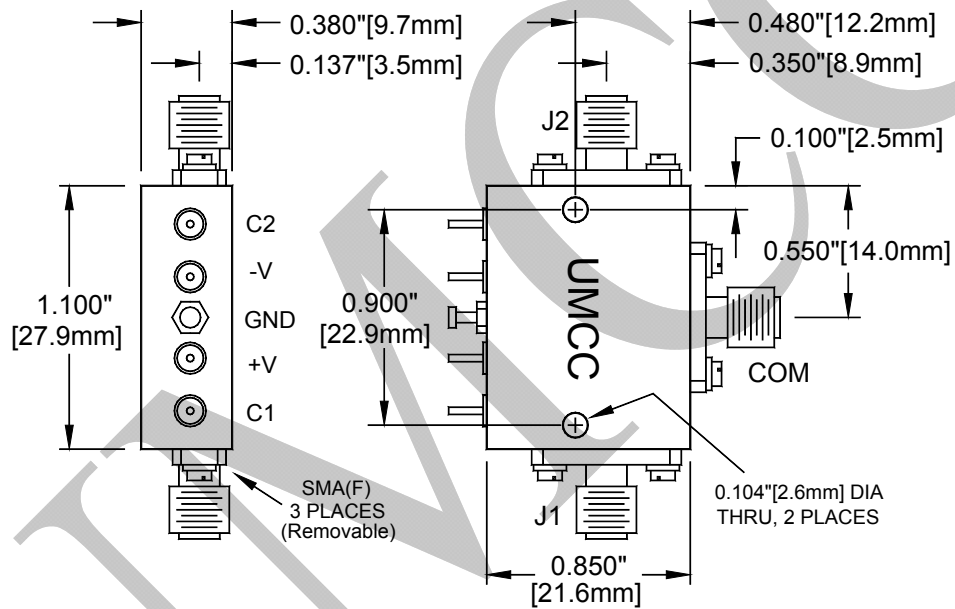 0.380"[9.7mm]
0.137"[3.5mm]
0.480"[12.2mm]
0.350"[8.9mm]
J2
0.100"[2.5mm]
0.550"[14.0mm]
C2
-V
GND
+V
C1
1.100"
[27.9mm]
0.900"
[22.9mm]
UMCC
COM
SMA(F)
3 PLACES
(Removable)
J1
0.104"[2.6mm] DIA
THRU, 2 PLACES
0.850"
[21.6mm]
UMCC